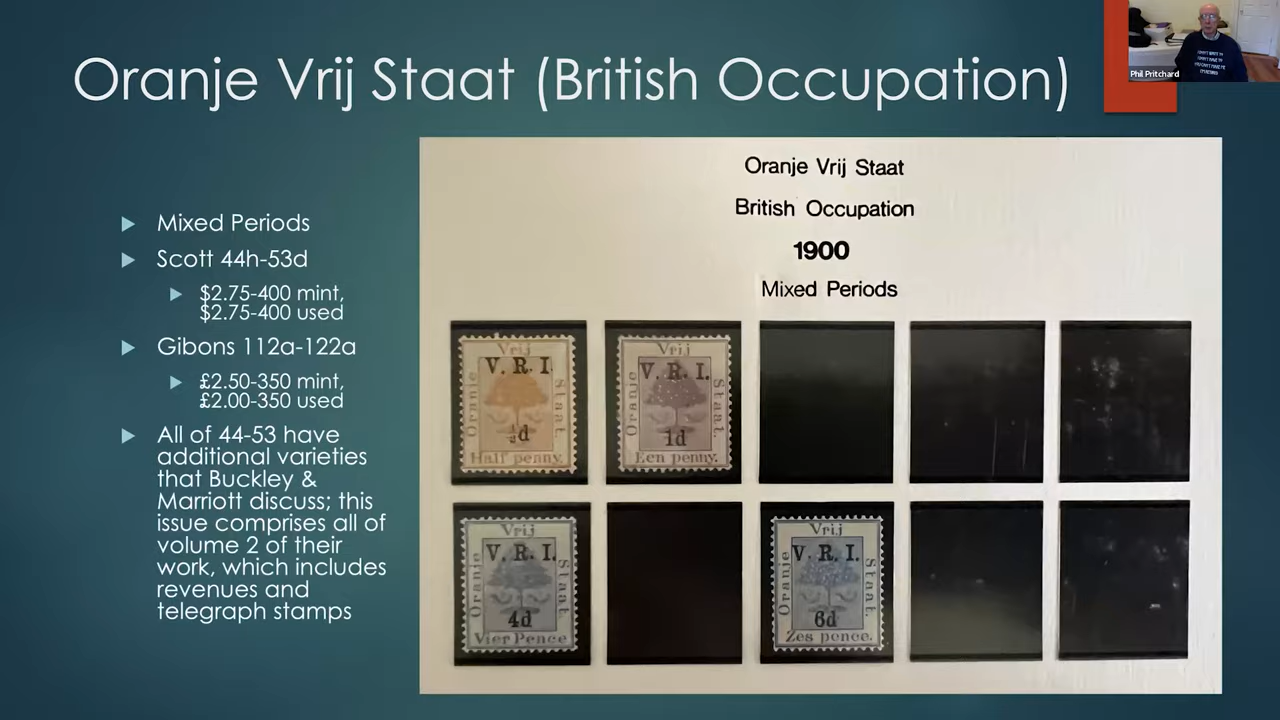 Oranje Vrij Staat (British Occupation)
Phil Pritchard
Mixed Periods
Scott 44h-53d
$2.75-400 mint,
$2.75-400 used
Gibons 112a-122a
£2.50-350 mint,
£2.00-350 used
All of 44-53 have
additional varieties
that Buckley &
Marriott discuss; this
issue comprises all of
volume 2 of their
work, which includes
revenues and
telegraph stamps
Oranje Vrij Staat
British Occupation
1900
Mixed Periods
Vrij
V. R. I.
Oranje
Staat.
d
Half penny.
Vrij
V. R. I.
Oranje
Staat.
1d
Een penny.
Vrij
V. R. I.
Oranje
Staat.
4d
Vier Pence
Vrij
V. R. I.
Oranje
Staat.
6d
Zes pence.